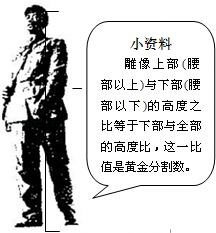 小资料
雕像上部(腰
部以上)与下部(腰
部以下)的高度之
比等于下部与全部
的高度比，这一比
值是黄金分割数。